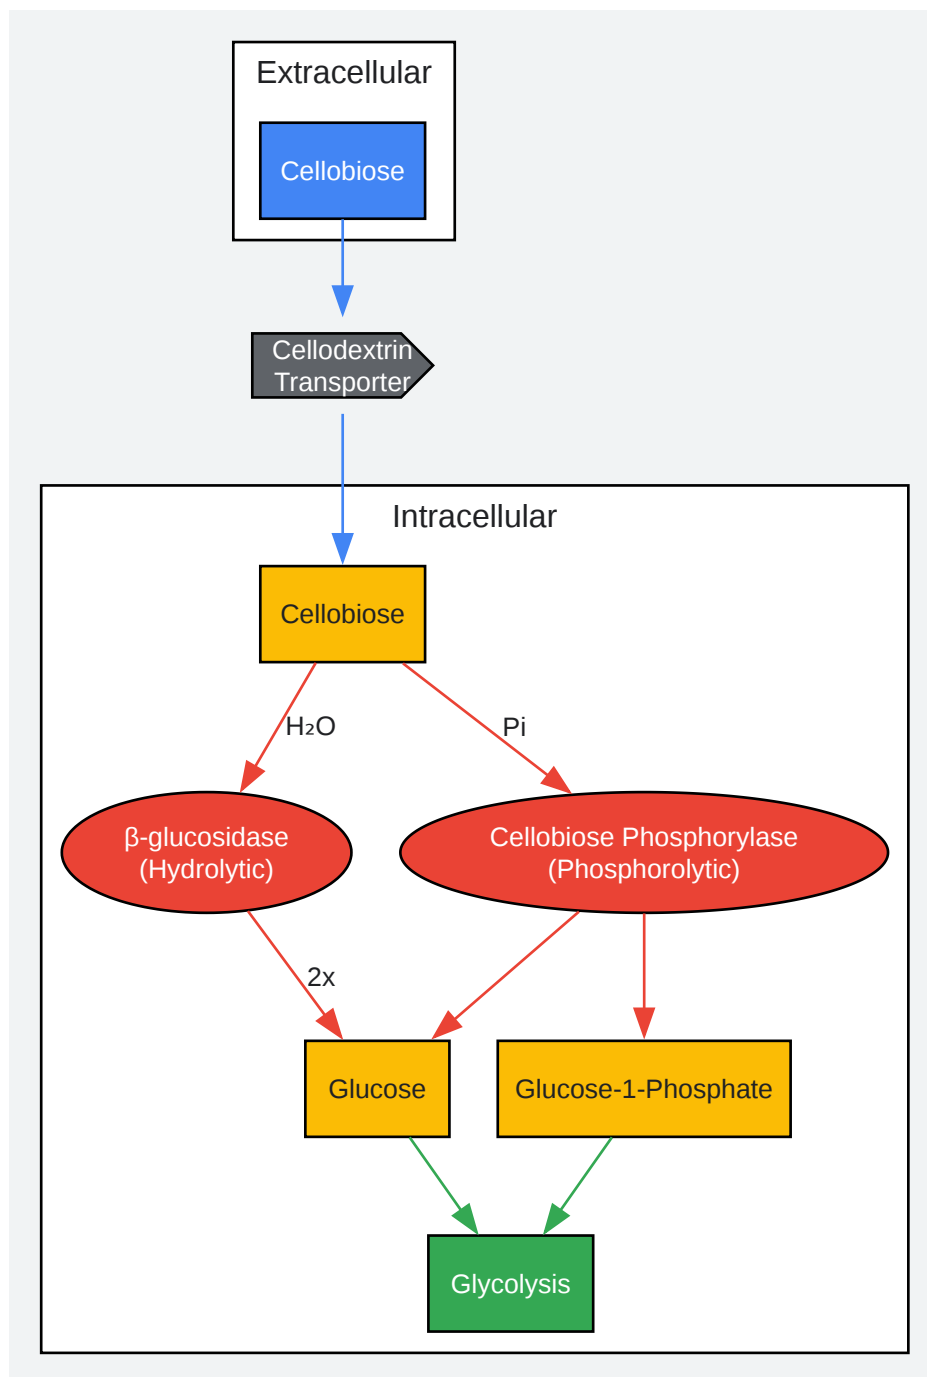 Extracellular
Cellobiose
Cellodextrin
Transporter
Intracellular
Cellobiose
H₂O
Pi
β-glucosidase
(Hydrolytic)
Cellobiose Phosphorylase
(Phosphorolytic)
2x
Glucose
Glucose-1-Phosphate
Glycolysis